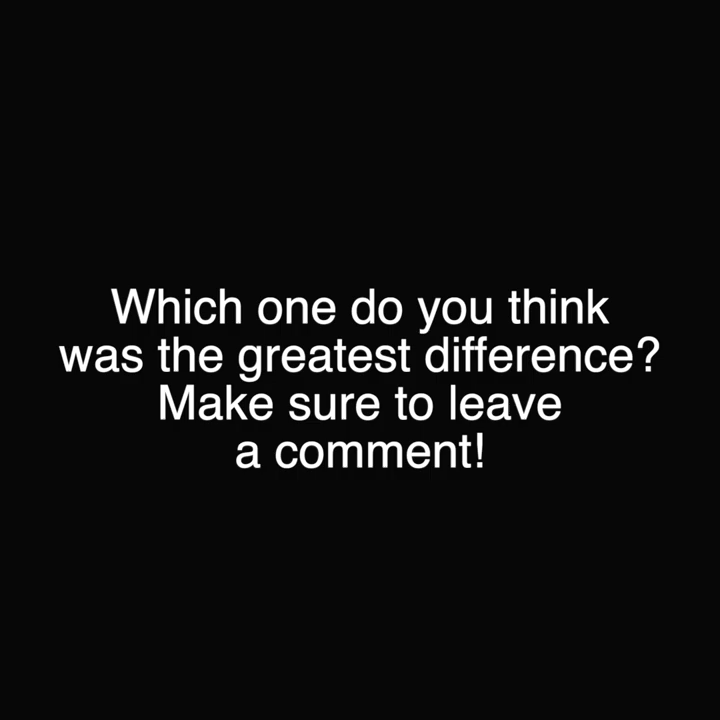 Which one do you think
was the greatest difference?
Make sure to leave
a comment!